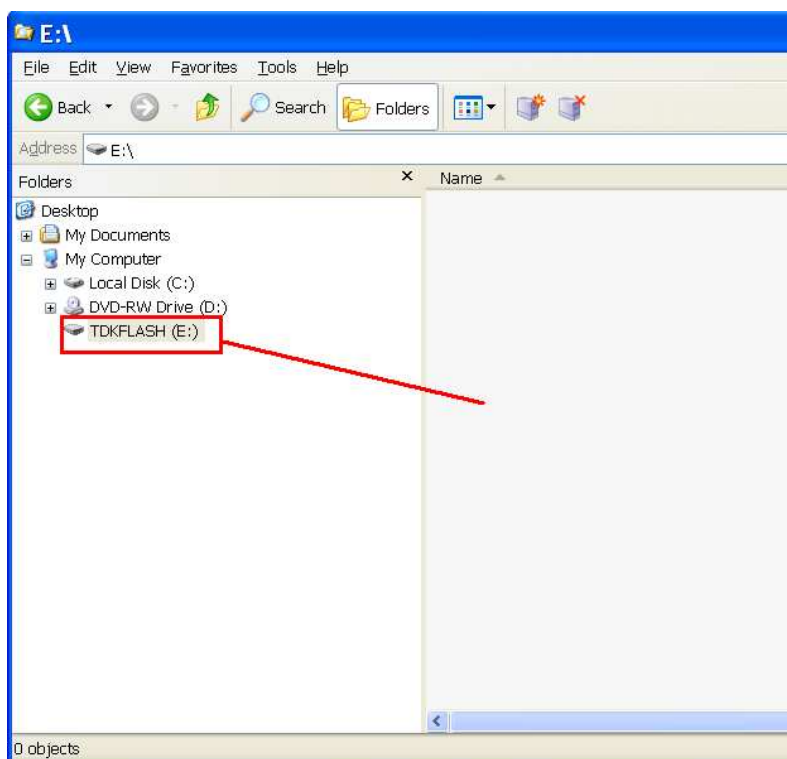 E:\
File Edit View Favorites Tools Help
Back Search Folders
Address E:\
Folders × Name
Desktop
My Documents
My Computer
Local Disk (C:)
DVD-RW Drive (D:)
TDKFLASH (E:)
0 objects